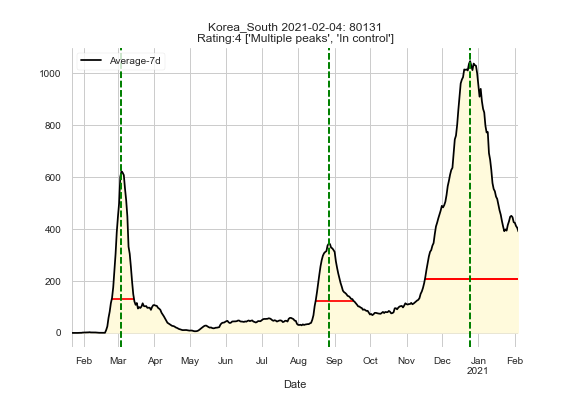 Korea_South 2021-02-04: 80131
Rating:4 ['Multiple peaks', 'In control']
Average-7d
1000
800
600
400
200
0
Feb Mar Apr May Jun Jul Aug Sep Oct Nov Dec Jan Feb
2021
Date